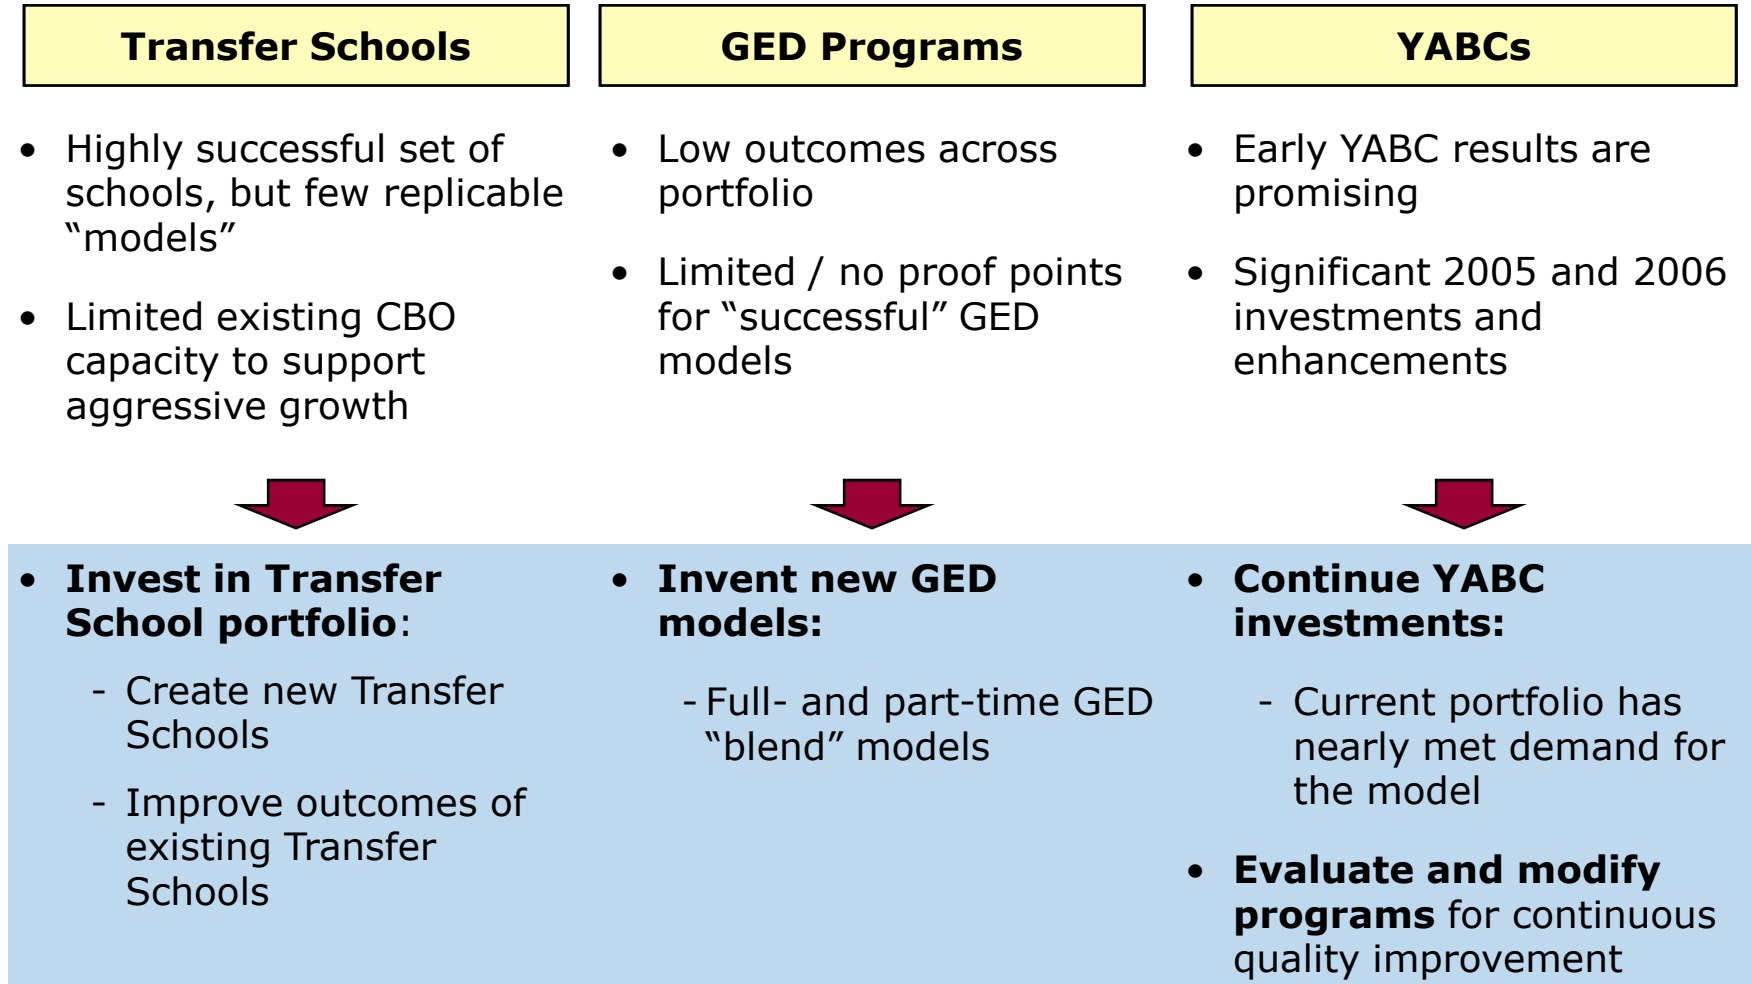 Transfer Schools
• Highly successful set of
schools, but few replicable
“models”
• Limited existing CBO
capacity to support
aggressive growth
• Invest in Transfer
School portfolio:
- Create new Transfer
Schools
- Improve outcomes of
existing Transfer
Schools
GED Programs
• Low outcomes across
portfolio
• Limited / no proof points
for “successful” GED
models
• Invent new GED
models:
- Full- and part-time GED
“blend” models
YABCs
• Early YABC results are
promising
• Significant 2005 and 2006
investments and
enhancements
• Continue YABC
investments:
- Current portfolio has
nearly met demand for
the model
• Evaluate and modify
programs for continuous
quality improvement